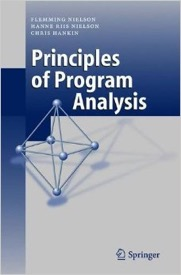 FLEMMING NIELSON
HANNE RIIS NIELSON
CHRIS HANKIN
Principles
of Program
Analysis
Springer